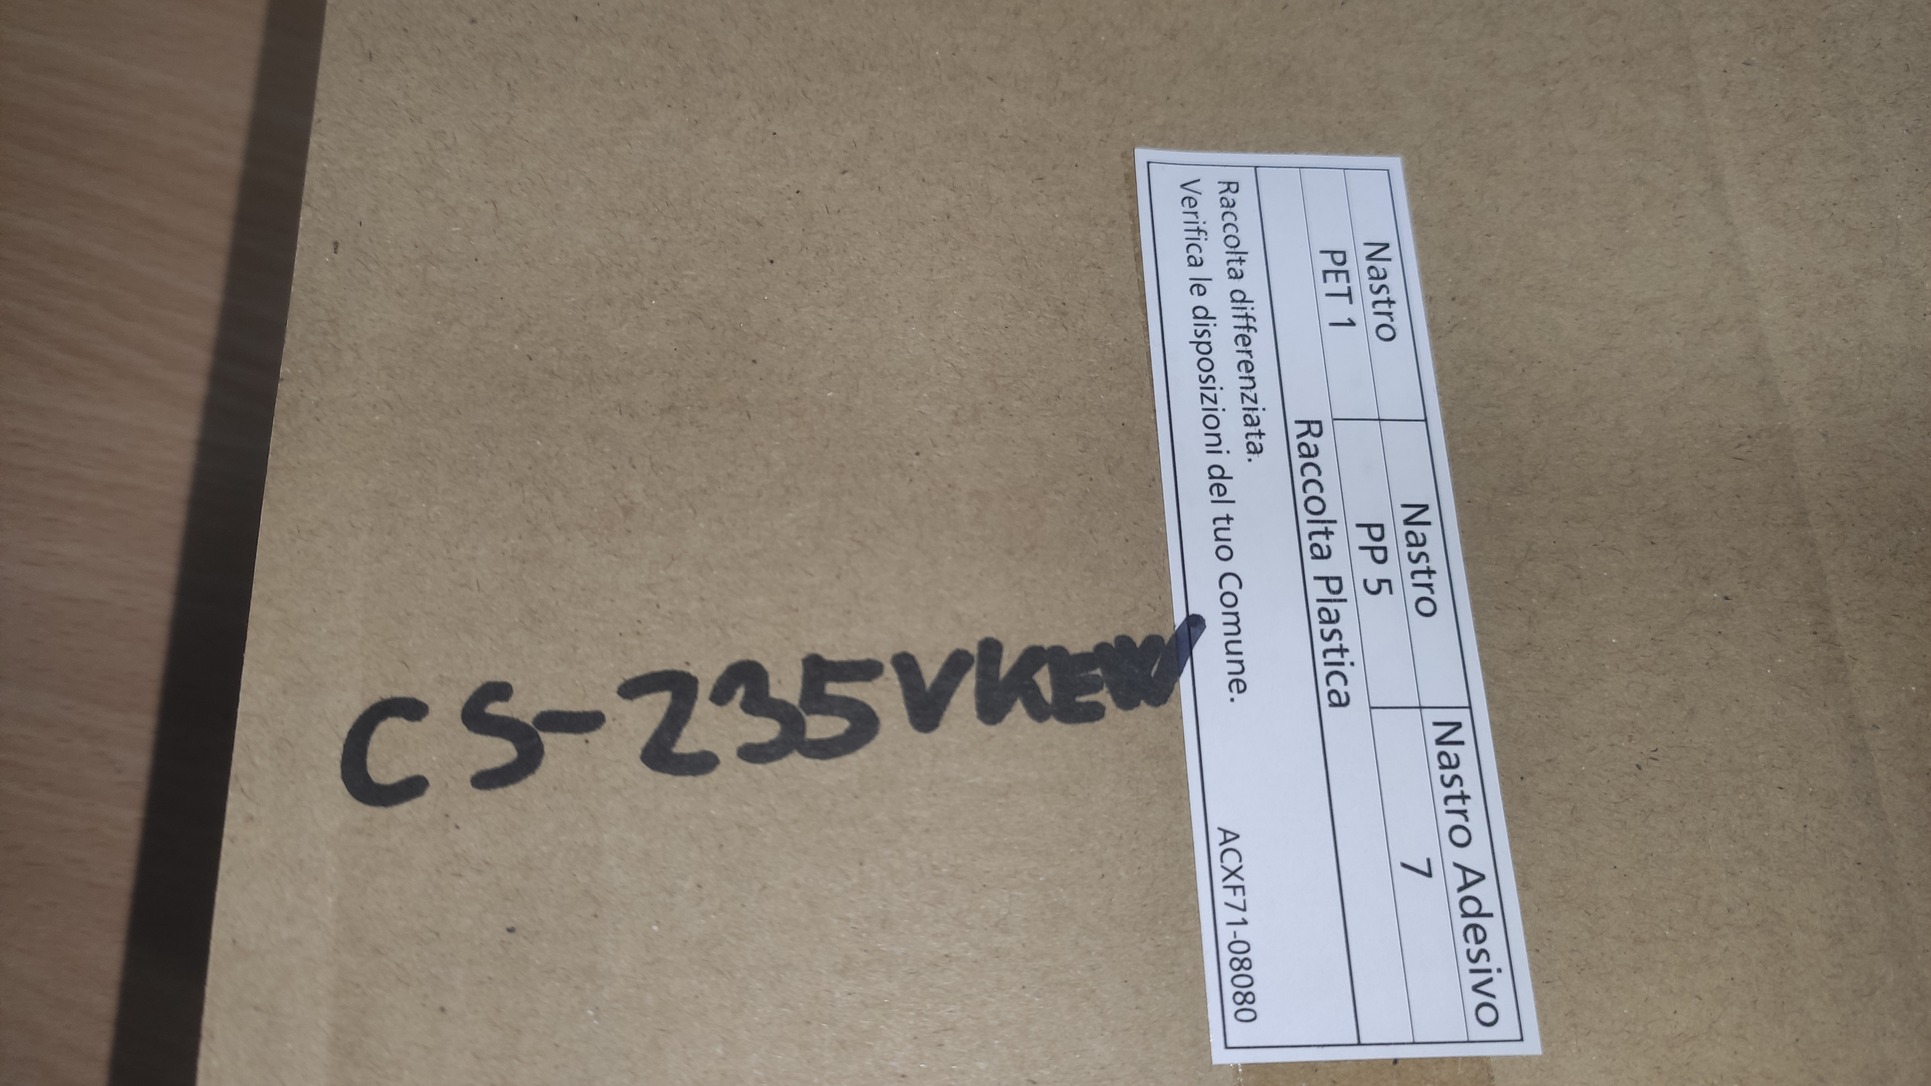 Nastro Nastro Nastro Adesivo
PET 1 PP 5 7
Raccolta Plastica
Raccolta differenziata.
Verifica le disposizioni del tuo Comune. ACXF71-08080
CS-235VKEW